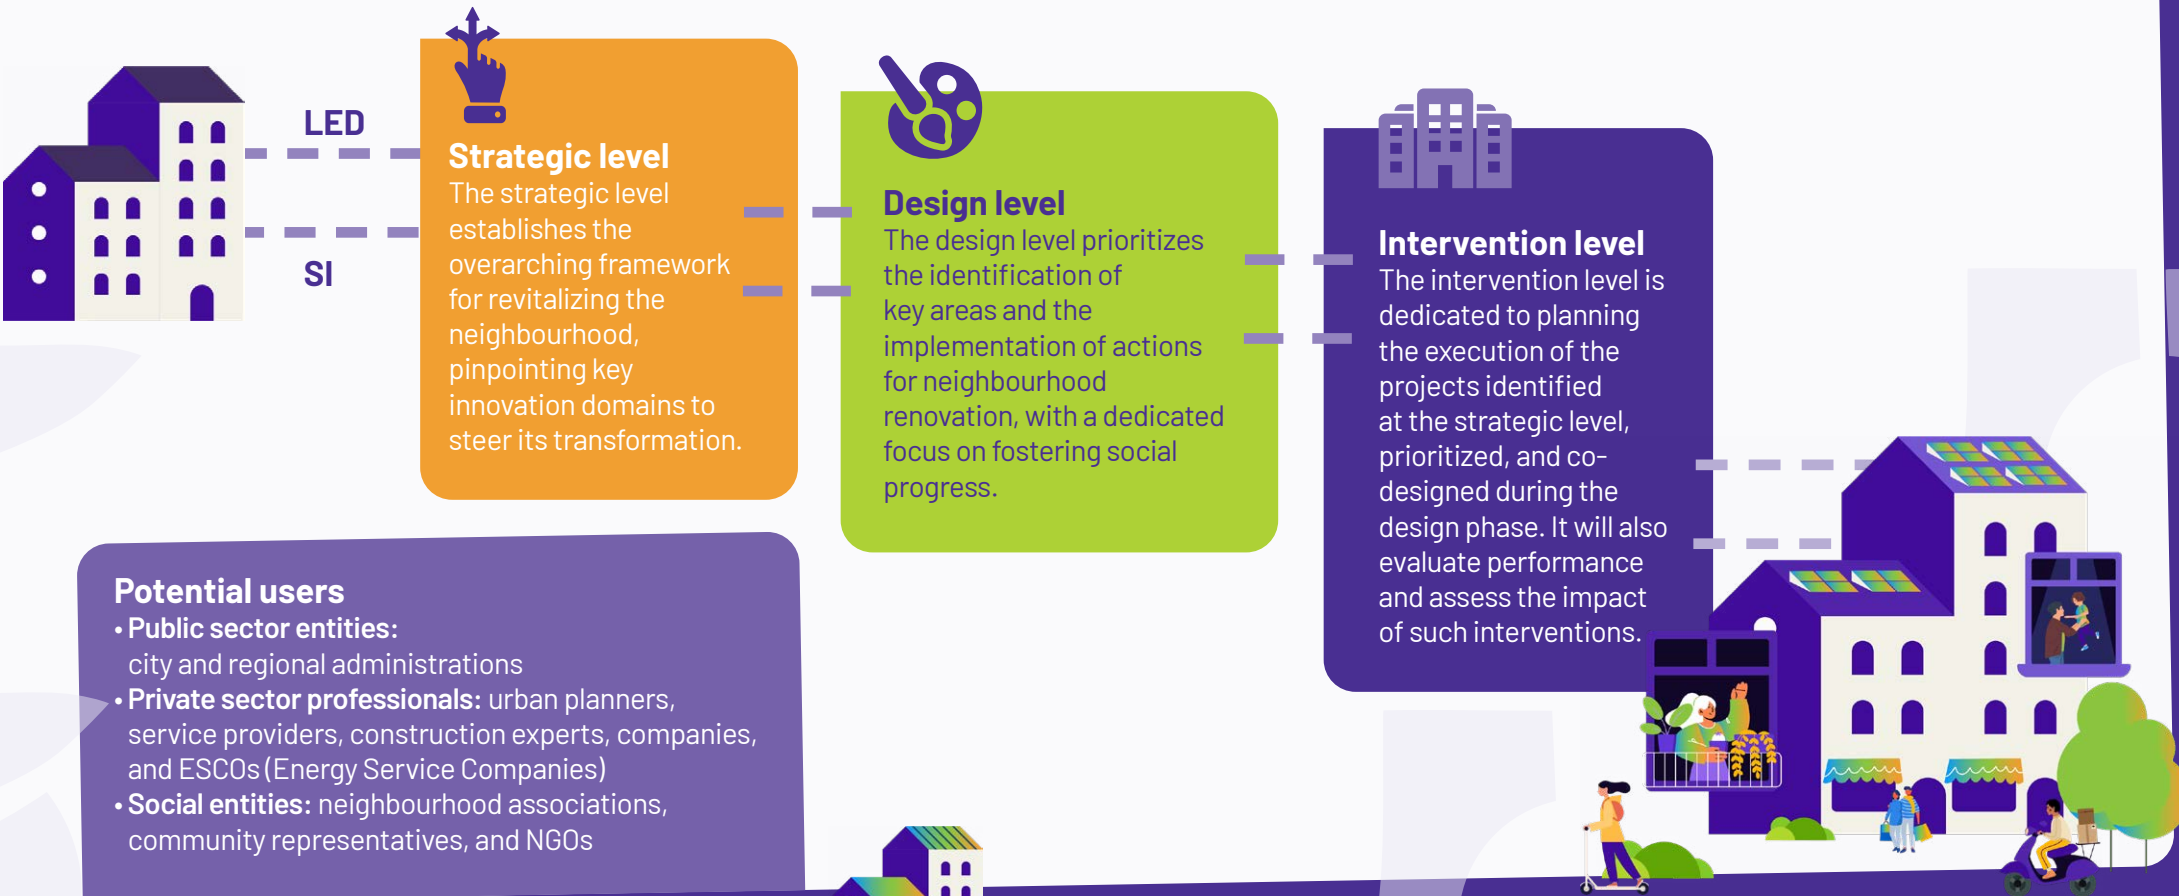 LED
SI
Strategic level
The strategic level
establishes the
overarching framework
for revitalizing the
neighbourhood,
pinpointing key
innovation domains to
steer its transformation.
Design level
The design level prioritizes
the identification of
key areas and the
implementation of actions
for neighbourhood
renovation, with a dedicated
focus on fostering social
progress.
Intervention level
The intervention level is
dedicated to planning
the execution of the
projects identified
at the strategic level,
prioritized, and co-
designed during the
design phase. It will also
evaluate performance
and assess the impact
of such interventions.
Potential users
• Public sector entities:
city and regional administrations
• Private sector professionals: urban planners,
service providers, construction experts, companies,
and ESCOs (Energy Service Companies)
• Social entities: neighbourhood associations,
community representatives, and NGOs